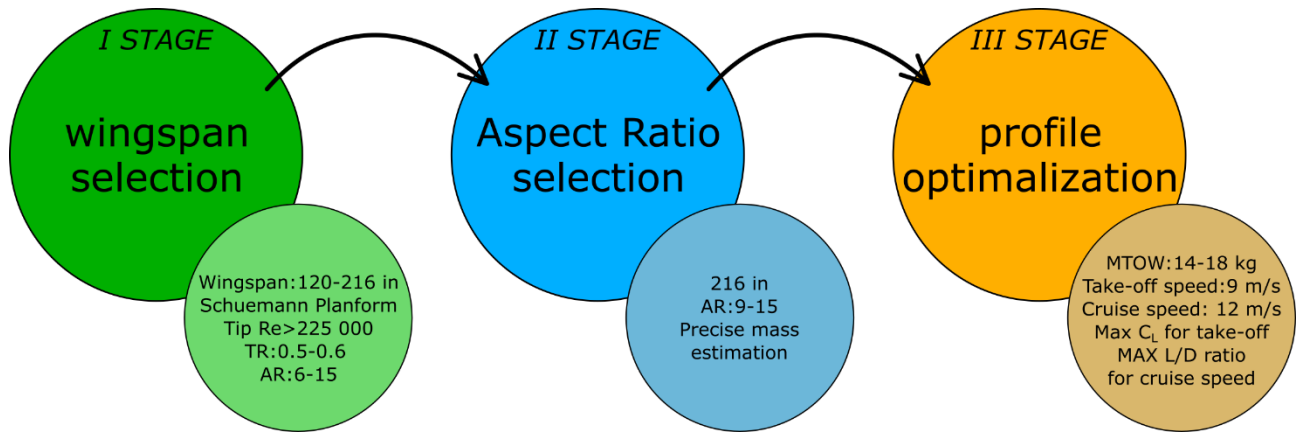 I STAGE
wingspan
selection
Wingspan:120-216 in
Schuemann Planform
Tip Re>225 000
TR:0.5-0.6
AR:6-15
II STAGE
Aspect Ratio
selection
216 in
AR:9-15
Precise mass
estimation
III STAGE
profile
optimalization
MTOW:14-18 kg
Take-off speed:9 m/s
Cruise speed: 12 m/s
Max C_L for take-off
MAX L/D ratio
for cruise speed